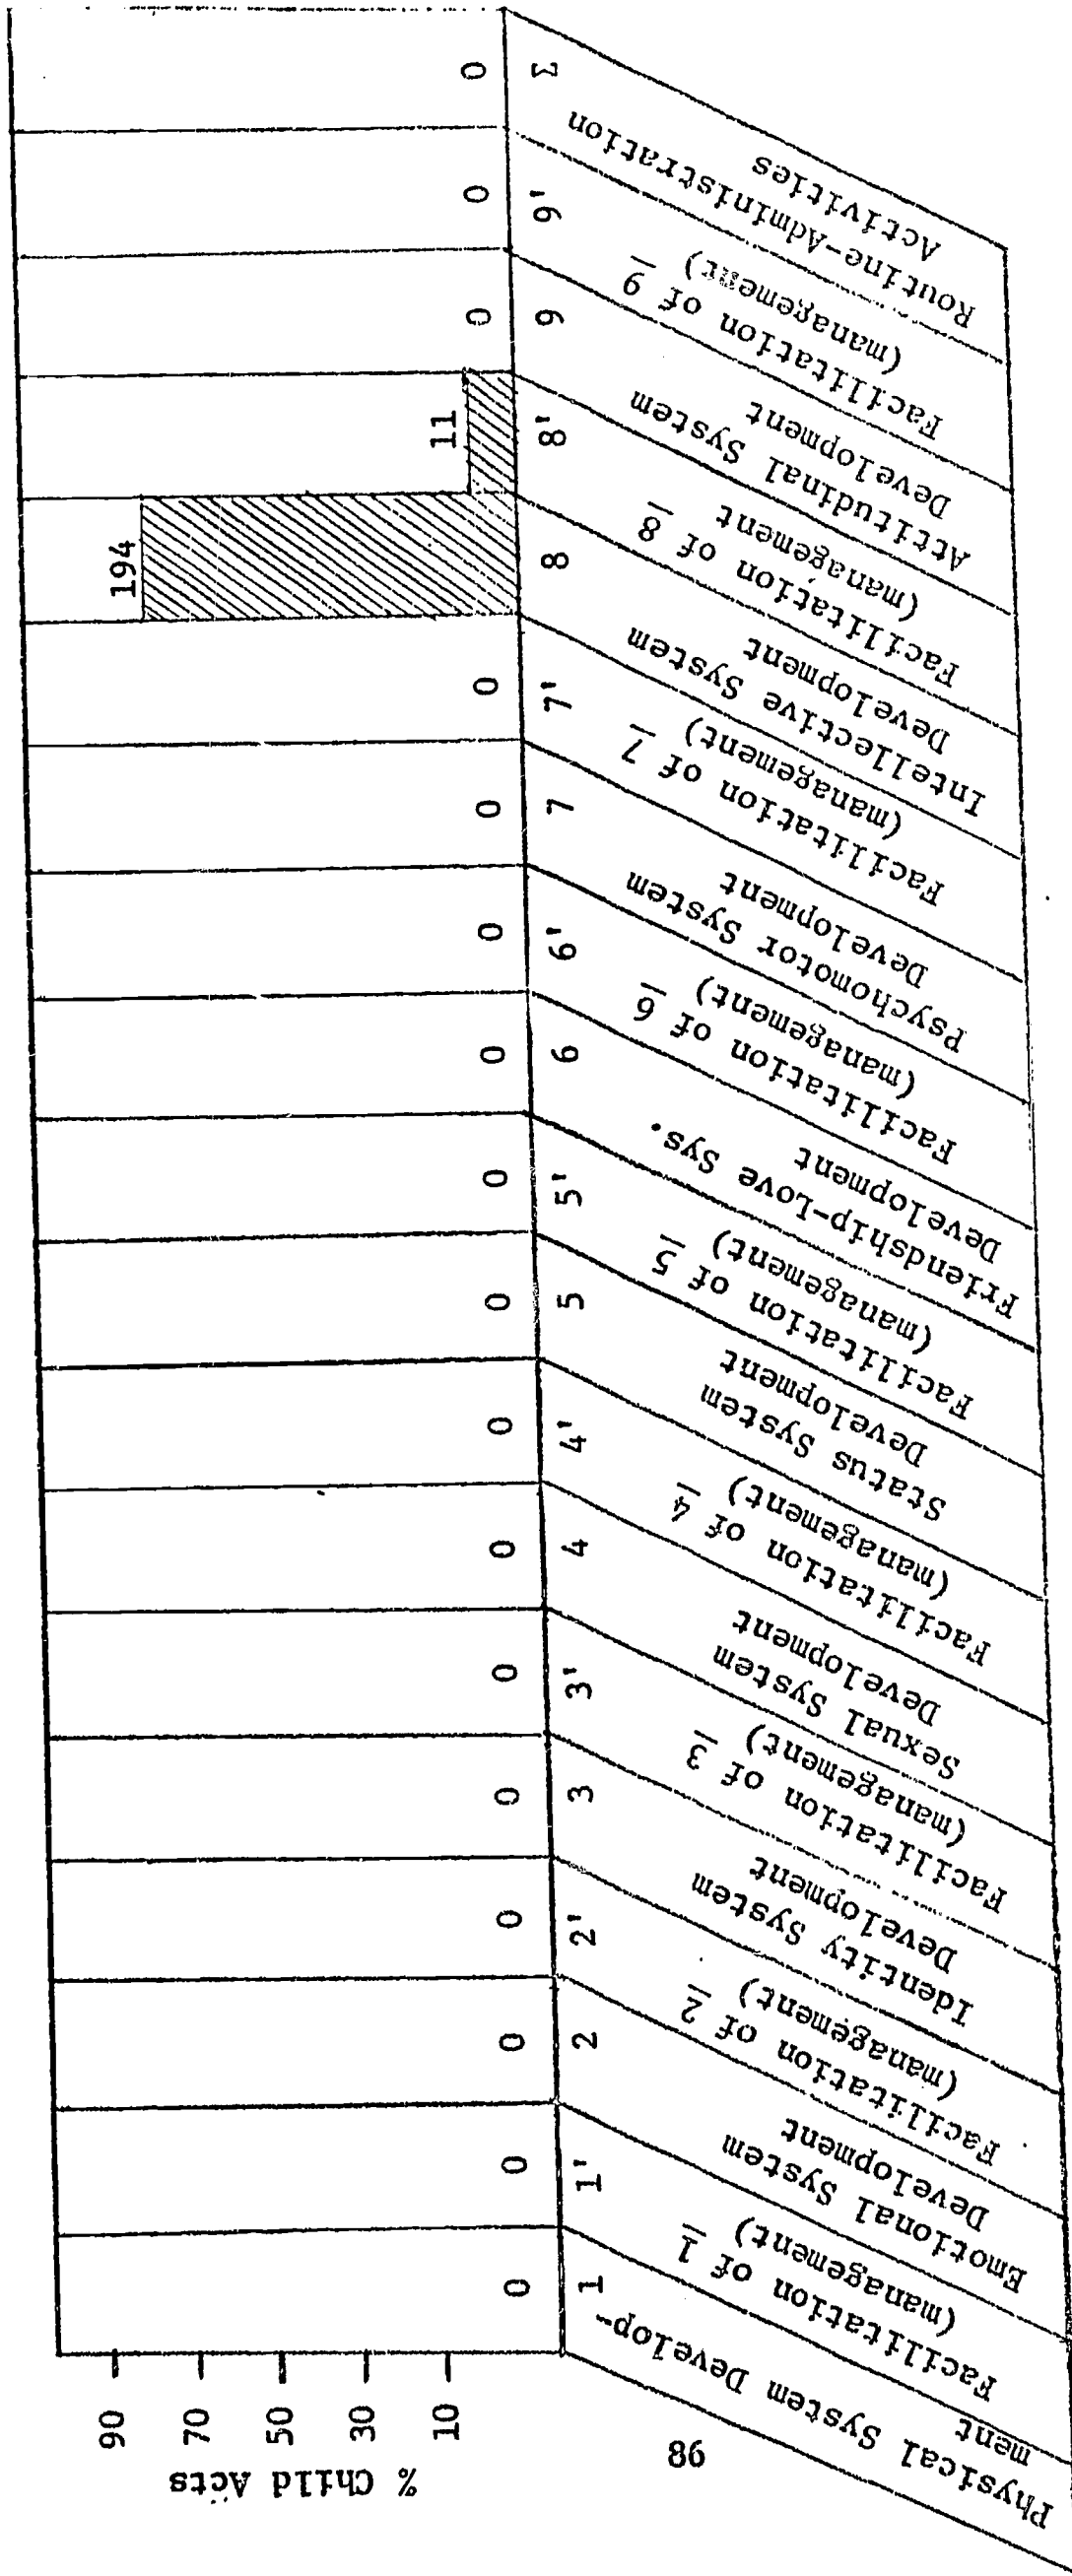 % Child Acts
90
70
50
30
10
0 0 0 0 0 0 0 0 0 0 0 0 0 0 194 11 0 0 0
1 1' 2 2' 3 3' 4 4' 5 5' 6 6' 7 7' 8 8' 9 9' Σ
Physical System Develop-
ment
Facilitation of 1
(management)
Emotional System
Development
Facilitation of 2
(management)
Identity System
Development
Facilitation of 3
(management)
Sexual System
Development
Facilitation of 4
(management)
Status System
Development
Facilitation of 5
(management)
Friendship-Love Sys.
Development
Facilitation of 6
(management)
Psychomotor System
Development
Facilitation of 7
(management)
Intellective System
Development
Facilitation of 8
(management
Attitudinal System
Development
Facilitation of 9
(management)
Routine-Administration
Activities
86